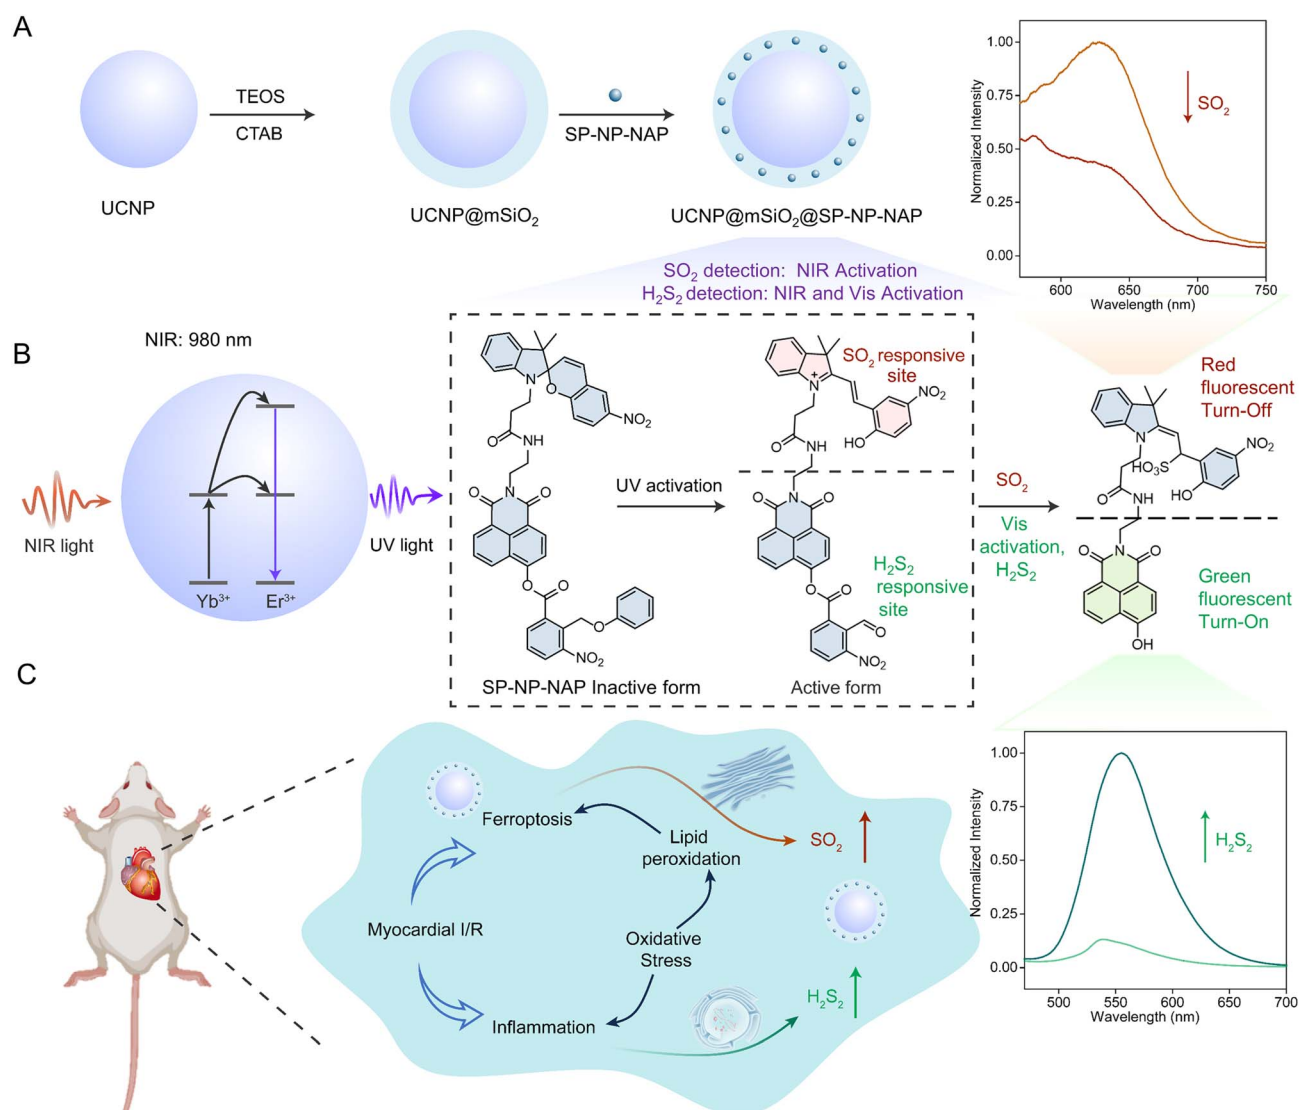 A
TEOS
CTAB
SP-NP-NAP
UCNP
UCNP@mSiO₂
UCNP@mSiO₂@SP-NP-NAP
1.00
0.75
0.50
0.25
0.00
Normalized Intensity
SO₂
600
650
700
750
Wavelength (nm)
SO₂ detection: NIR Activation
H₂S₂ detection: NIR and Vis Activation
B
NIR: 980 nm
NIR light
Yb³⁺
Er³⁺
UV light
N
O
NO₂
O
NH
O
N
O
O
O
O
NO₂
SP-NP-NAP Inactive form
UV activation
SO₂ responsive
site
+
N
NO₂
HO
O
NH
O
N
O
H₂S₂
responsive
site
O
O
O
NO₂
Active form
SO₂
Vis
activation,
H₂S₂
Red
fluorescent
Turn-Off
N
HO₃S
NO₂
HO
O
NH
O
N
O
OH
Green
fluorescent
Turn-On
C
Ferroptosis
Lipid
peroxidation
SO₂
Myocardial I/R
Oxidative
Stress
H₂S₂
Inflammation
1.00
0.75
0.50
0.25
0.00
Normalized Intensity
H₂S₂
500
550
600
650
700
Wavelength (nm)